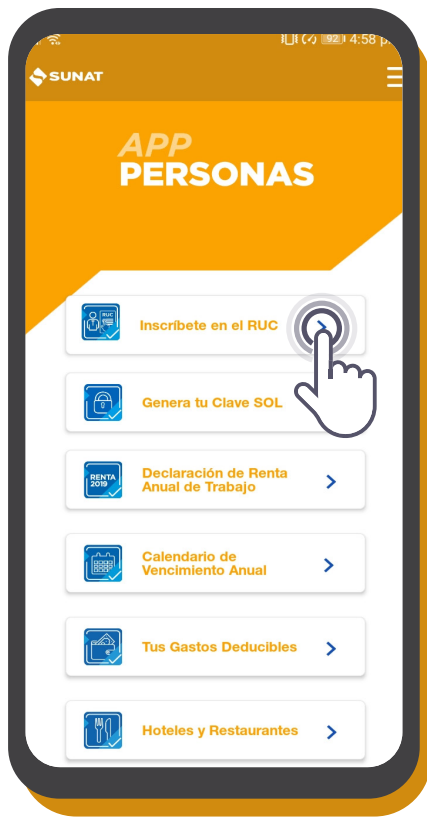 92 4:58 p.
SUNAT
APP
PERSONAS
RUC
Inscríbete en el RUC
Genera tu Clave SOL
RENTA
2019
Declaración de Renta
Anual de Trabajo
Calendario de
Vencimiento Anual
Tus Gastos Deducibles
Hoteles y Restaurantes